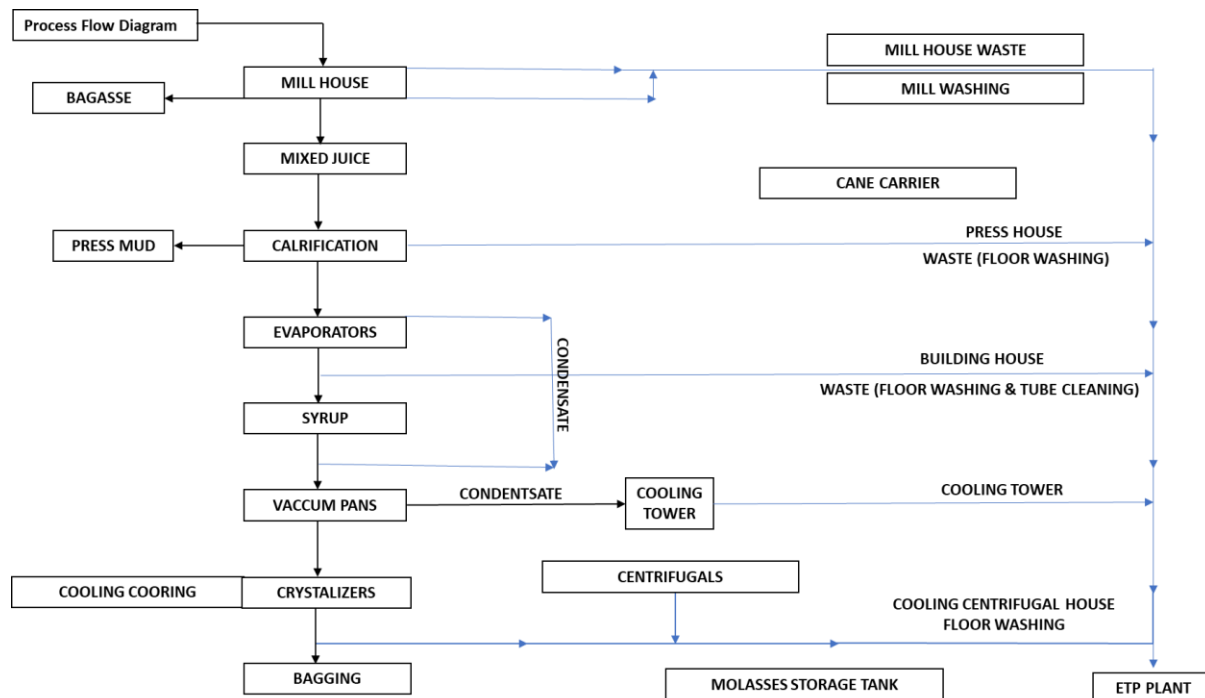 Process Flow Diagram
MILL HOUSE WASTE
MILL HOUSE
BAGASSE
MILL WASHING
MIXED JUICE
CANE CARRIER
PRESS MUD
CALRIFICATION
PRESS HOUSE
WASTE (FLOOR WASHING)
EVAPORATORS
CONDENSATE
BUILDING HOUSE
WASTE (FLOOR WASHING & TUBE CLEANING)
SYRUP
VACCUM PANS
CONDENTSATE
COOLING
TOWER
COOLING TOWER
COOLING COORING
CRYSTALIZERS
CENTRIFUGALS
COOLING CENTRIFUGAL HOUSE
FLOOR WASHING
BAGGING
MOLASSES STORAGE TANK
ETP PLANT